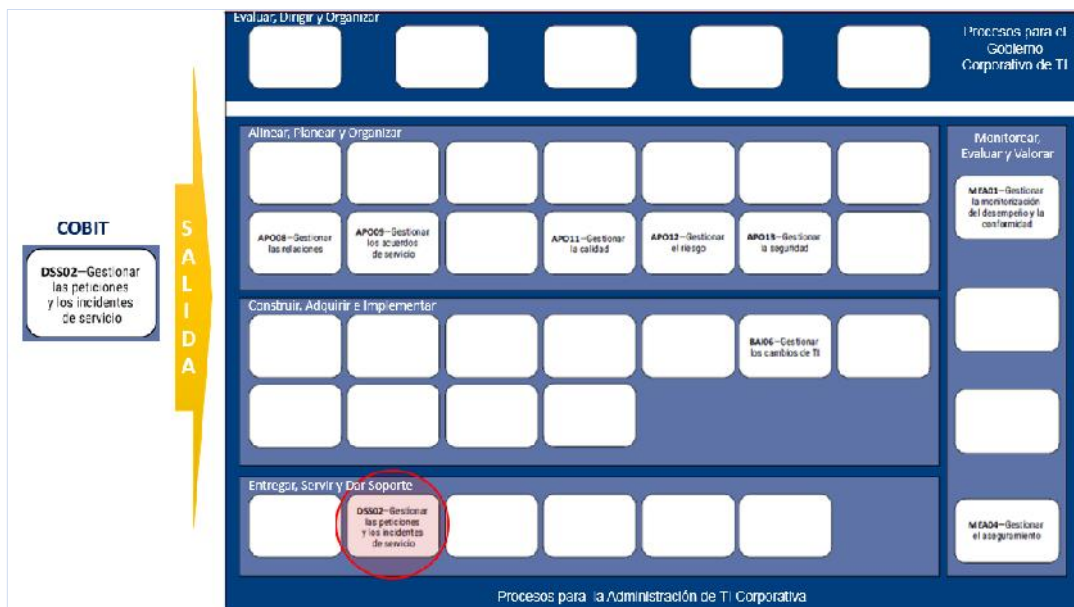 Evaluar, Dirigir y Organizar
Procesos para el
Gobierno
Corporativo de TI
COBIT
DSS02—Gestionar
las peticiones
y los incidentes
de servicio
SALIDA
Alinear, Planear y Organizar
APO08—Gestionar
las relaciones
APO09—Gestionar
los acuerdos
de servicio
APO11—Gestionar
la calidad
APO12—Gestionar
el riesgo
APO13—Gestionar
la seguridad
Construir, Adquirir e Implementar
BAI06—Gestionar
los cambios de TI
Entregar, Servir y Dar Soporte
DSS02—Gestionar
las peticiones
y los incidentes
de servicio
Monitorear,
Evaluar y Valorar
MEA01—Gestionar
la monitorización
del desempeño y la
conformidad
MEA04—Gestionar
el aseguramiento
Procesos para la Administración de TI Corporativa